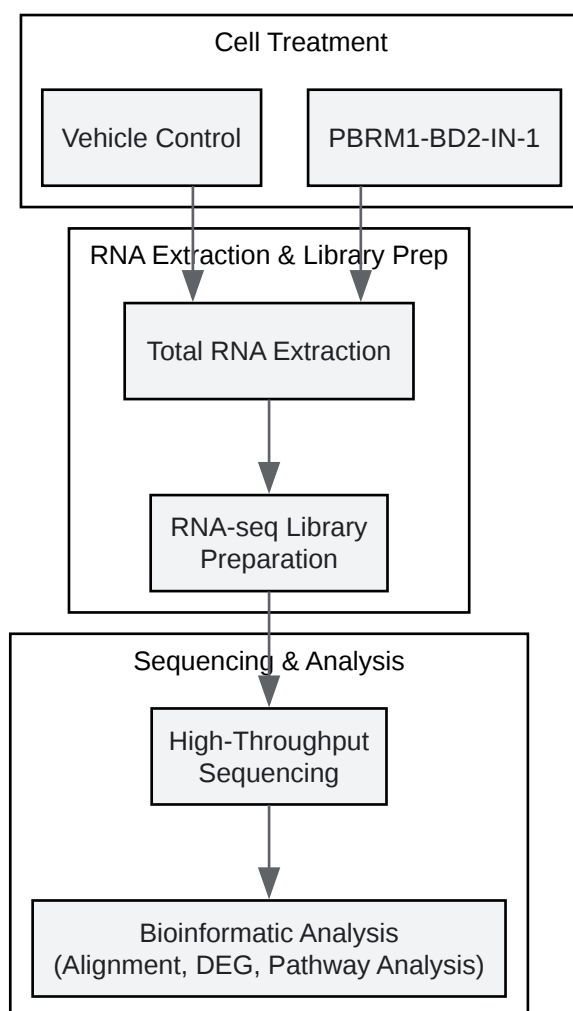 Cell Treatment
Vehicle Control
PBRM1-BD2-IN-1
RNA Extraction & Library Prep
Total RNA Extraction
RNA-seq Library
Preparation
Sequencing & Analysis
High-Throughput
Sequencing
Bioinformatic Analysis
(Alignment, DEG, Pathway Analysis)